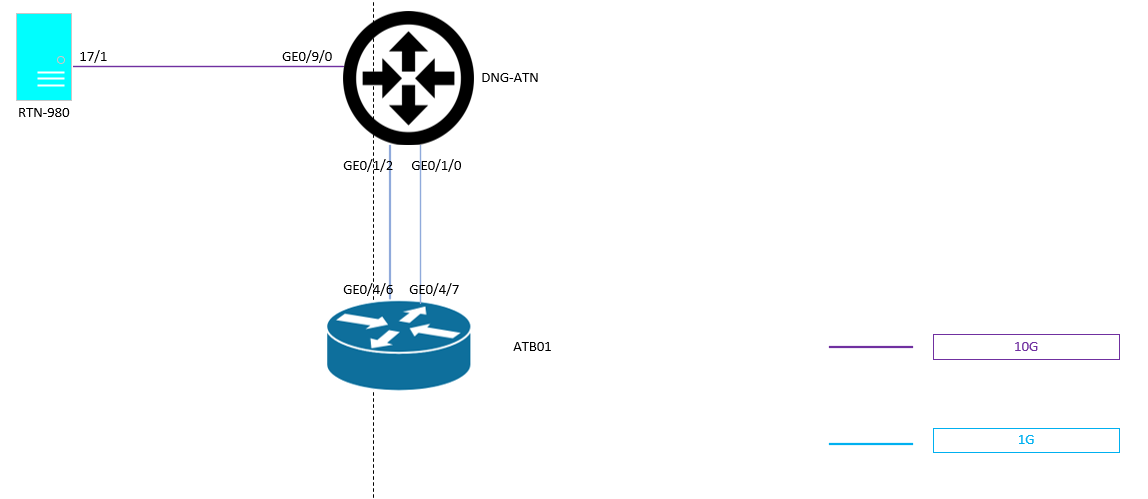 17/1
GE0/9/0
DNG-ATN
RTN-980
GE0/1/2
GE0/1/0
GE0/4/6
GE0/4/7
ATB01
10G
1G